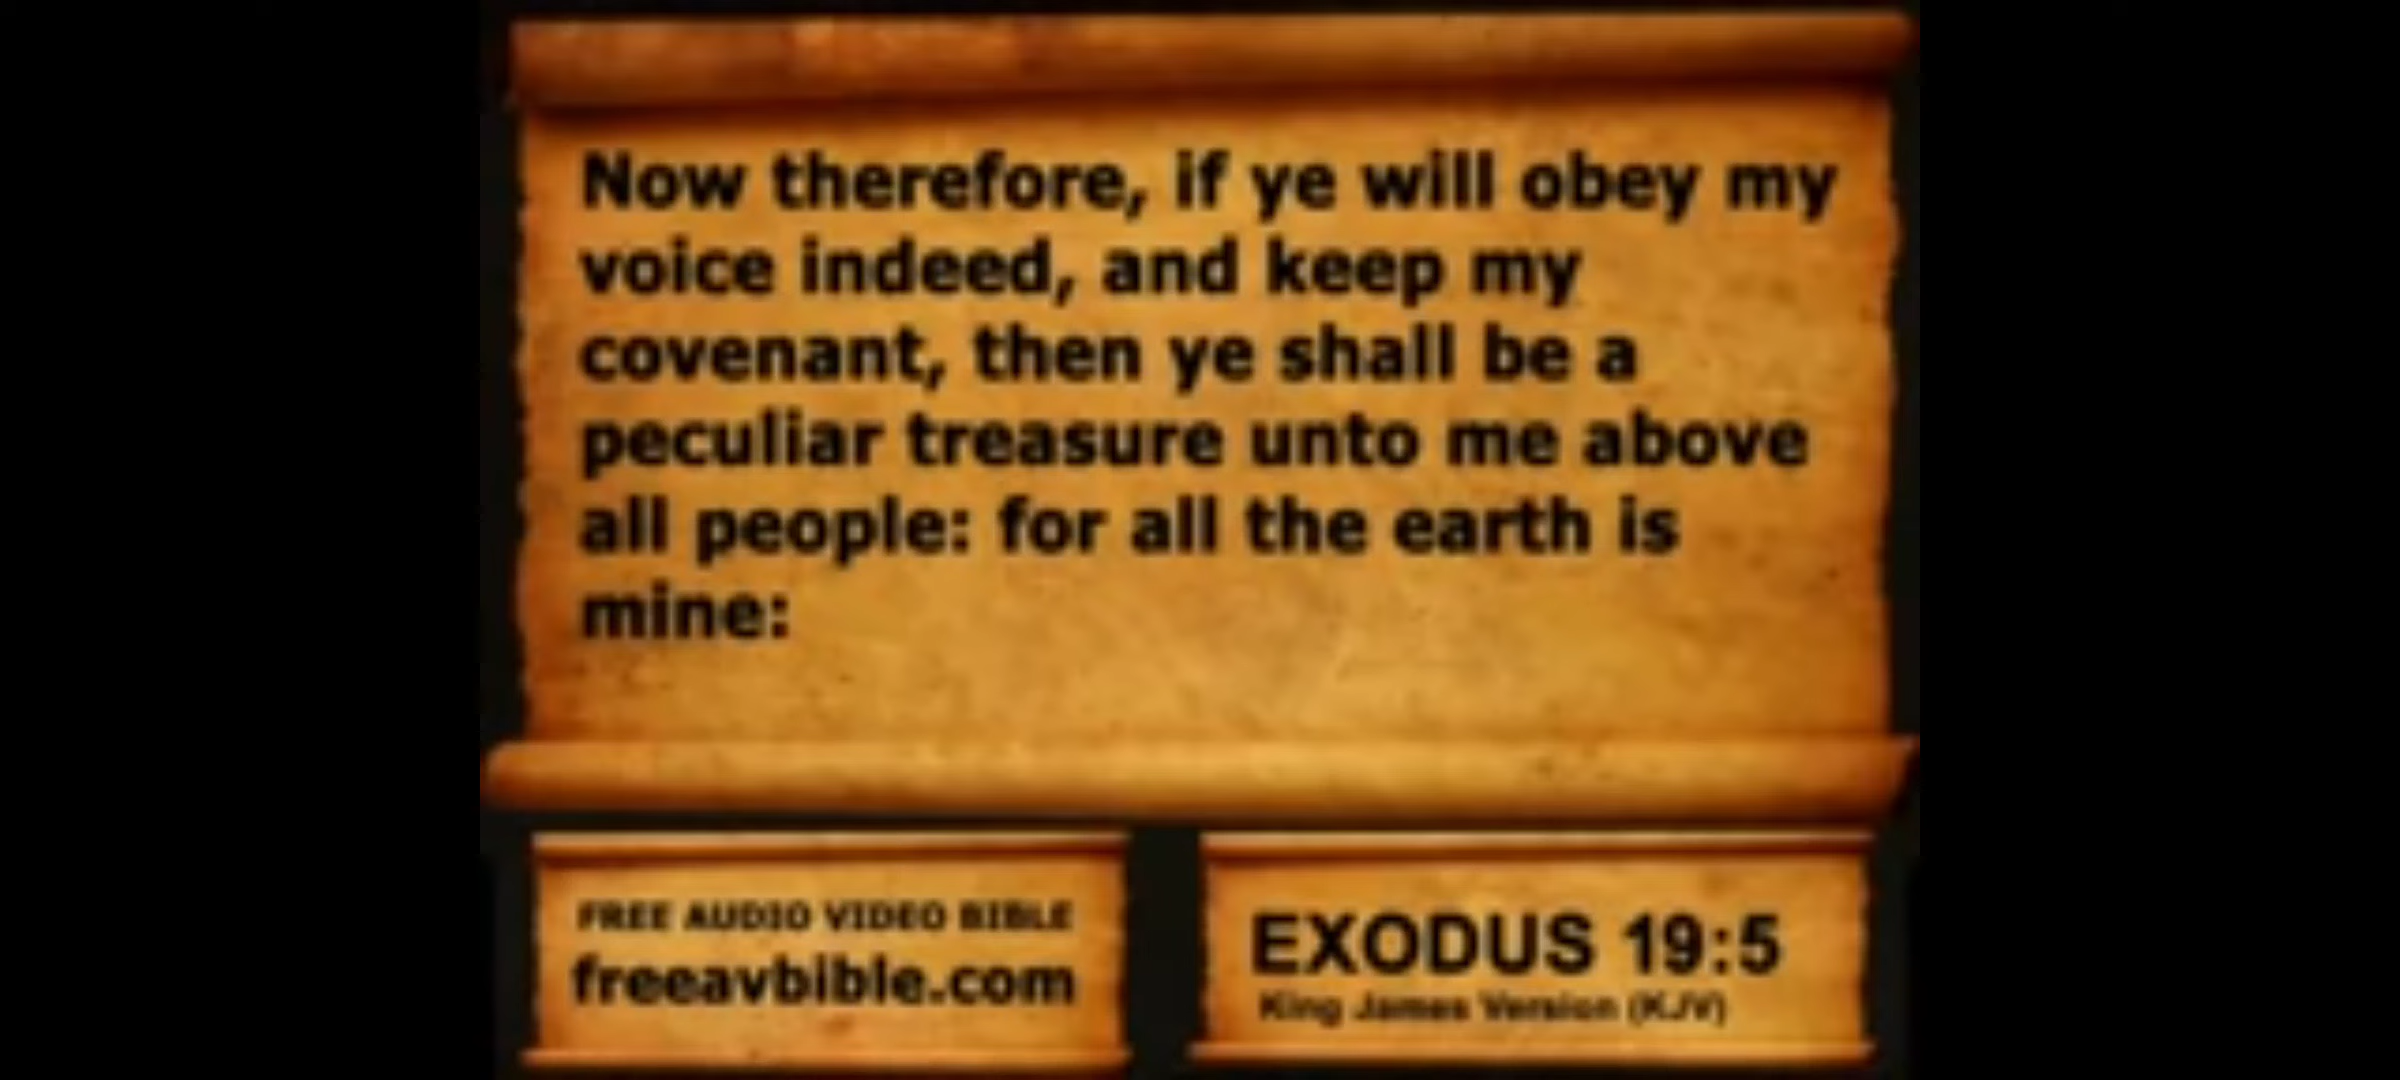 Now therefore, if ye will obey my
voice indeed, and keep my
covenant, then ye shall be a
peculiar treasure unto me above
all people: for all the earth is
mine:
FREE AUDIO VIDEO BIBLE
freeavbible.com
EXODUS 19:5
King James Version (KJV)